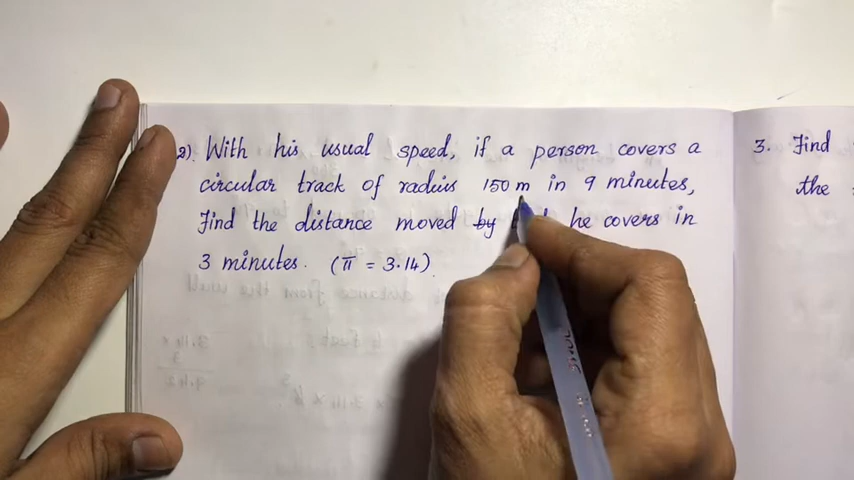 2). With his usual speed, if a person covers a
circular track of radius 150 m in 9 minutes,
Find the distance moved by he covers in
3 minutes. (π = 3.14)
3. Find
the